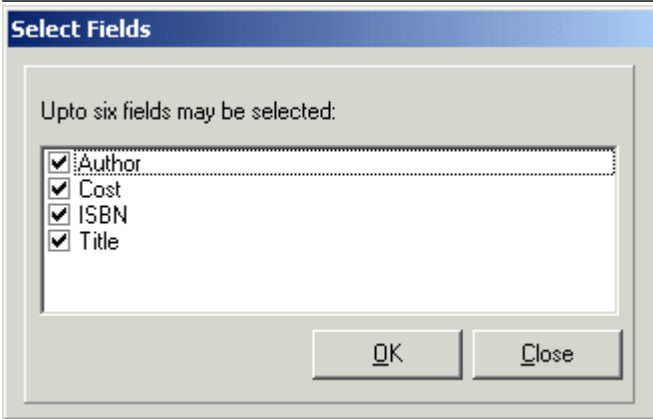 Select Fields
Upto six fields may be selected:
Author
Cost
ISBN
Title
OK Close